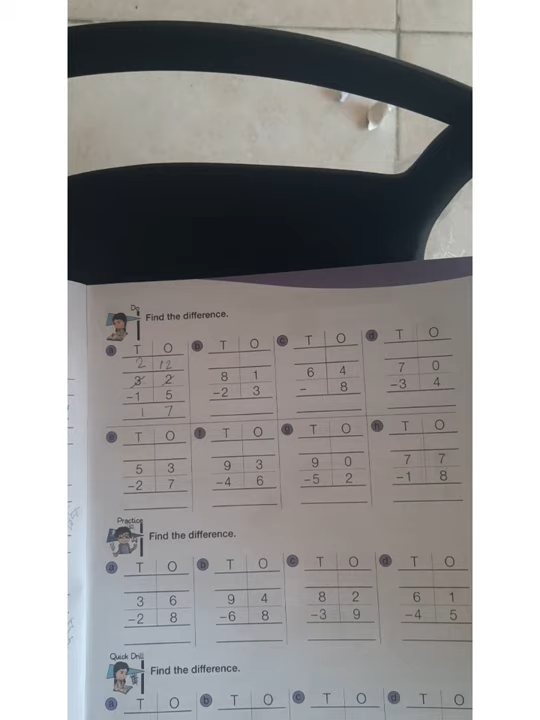 Do
Find the difference.
a T O b T O c T O d T O
2 12
3 2 8 1 6 4 7 0
-1 5 -2 3 - 8 -3 4
1 7
e T O f T O g T O h T O
5 3 9 3 9 0 7 7
-2 7 -4 6 -5 2 -1 8
Practice
Find the difference.
a T O b T O c T O d T O
3 6 9 4 8 2 6 1
-2 8 -6 8 -3 9 -4 5
Quick Drill
Find the difference.
a T O b T O c T O d T O